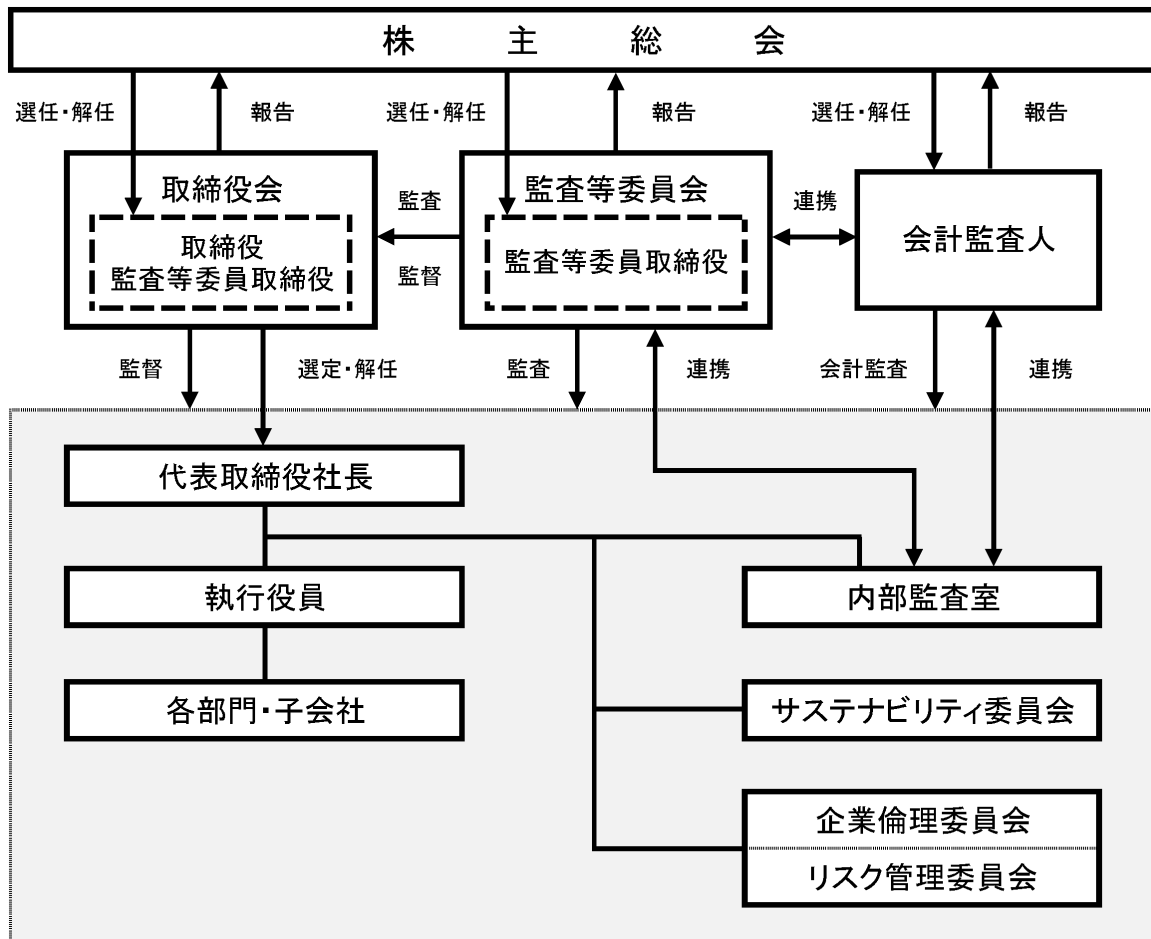 株主総会
選任・解任
報告
選任・解任
報告
選任・解任
報告
取締役会
取締役
監査等委員取締役
監査
監督
監査等委員会
監査等委員取締役
連携
会計監査人
監督
選定・解任
監査
連携
会計監査
連携
代表取締役社長
執行役員
内部監査室
各部門・子会社
サステナビリティ委員会
企業倫理委員会
リスク管理委員会